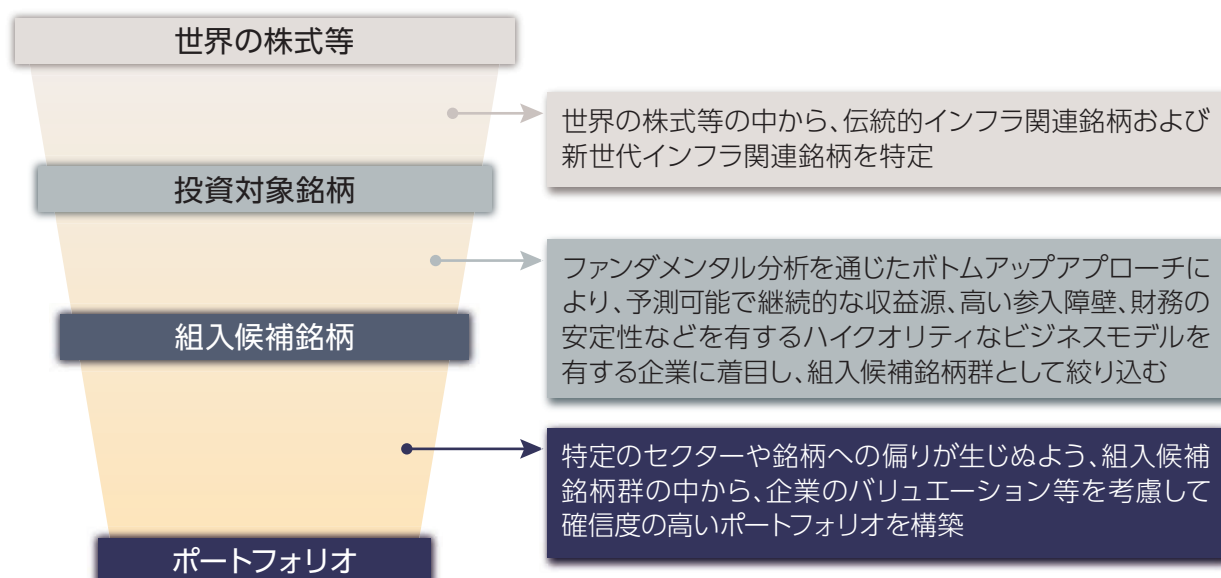 世界の株式等
世界の株式等の中から、伝統的インフラ関連銘柄および
新世代インフラ関連銘柄を特定
投資対象銘柄
ファンダメンタル分析を通じたボトムアップアプローチに
より、予測可能で継続的な収益源、高い参入障壁、財務の
安定性などを有するハイクオリティなビジネスモデルを
有する企業に着目し、組入候補銘柄群として絞り込む
組入候補銘柄
特定のセクターや銘柄への偏りが生じぬよう、組入候補
銘柄群の中から、企業のバリュエーション等を考慮して
確信度の高いポートフォリオを構築
ポートフォリオ